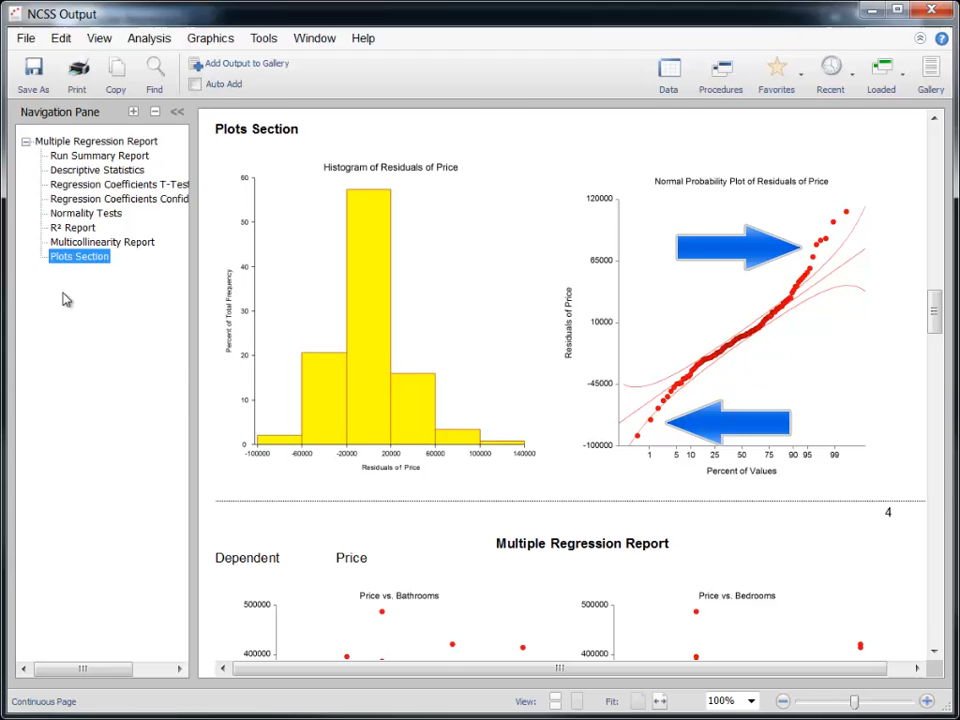 NCSS Output
File Edit View Analysis Graphics Tools Window Help
Save As Print Copy Find
Add Output to Gallery
Auto Add
Data Procedures Favorites Recent Loaded Gallery
Navigation Pane
Multiple Regression Report
Run Summary Report
Descriptive Statistics
Regression Coefficients T-Test
Regression Coefficients Confid
Normality Tests
R² Report
Multicollinearity Report
Plots Section
Plots Section
Histogram of Residuals of Price
Percent of Total Frequency
60
50
40
30
20
10
0
-100000 -60000 -20000 20000 60000 100000 140000
Residuals of Price
Normal Probability Plot of Residuals of Price
Residuals of Price
120000
65000
10000
-45000
-100000
1 5 10 25 50 75 90 95 99
Percent of Values
4
Multiple Regression Report
Dependent Price
Price vs. Bathrooms
500000
400000
Price vs. Bedrooms
500000
400000
Continuous Page
View: Fit: 100%